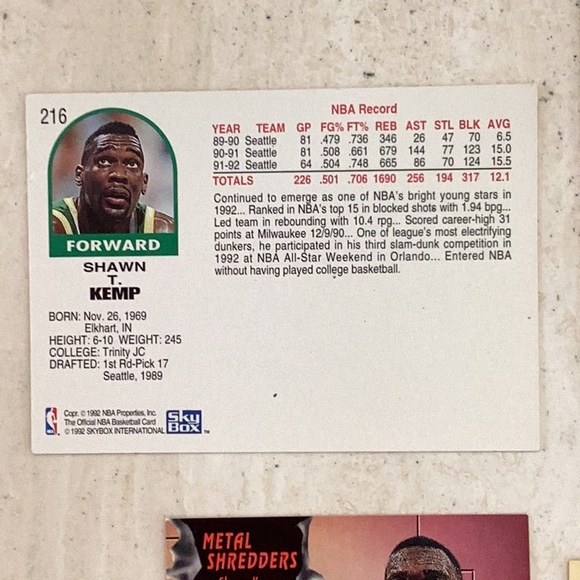 216
NBA Record
YEAR TEAM GP FG% FT% REB AST STL BLK AVG
89-90 Seattle 81 .479 .736 346 26 47 70 6.5
90-91 Seattle 81 .508 .661 679 144 77 123 15.0
91-92 Seattle 64 .504 .748 665 86 70 124 15.5
TOTALS 226 .501 .706 1690 256 194 317 12.1
Continued to emerge as one of NBA's bright young stars in
1992... Ranked in NBA's top 15 in blocked shots with 1.94 bpg...
Led team in rebounding with 10.4 rpg... Scored career-high 31
points at Milwaukee 12/9/90... One of league's most electrifying
dunkers, he participated in his third slam-dunk competition in
1992 at NBA All-Star Weekend in Orlando... Entered NBA
without having played college basketball.
FORWARD
SHAWN
T.
KEMP
BORN: Nov. 26, 1969
Elkhart, IN
HEIGHT: 6-10 WEIGHT: 245
COLLEGE: Trinity JC
DRAFTED: 1st Rd-Pick 17
Seattle, 1989
Copr. © 1992 NBA Properties, Inc.
The Official NBA Basketball Card
© 1992 SKYBOX INTERNATIONAL
Sky
Box
™
METAL
SHREDDERS